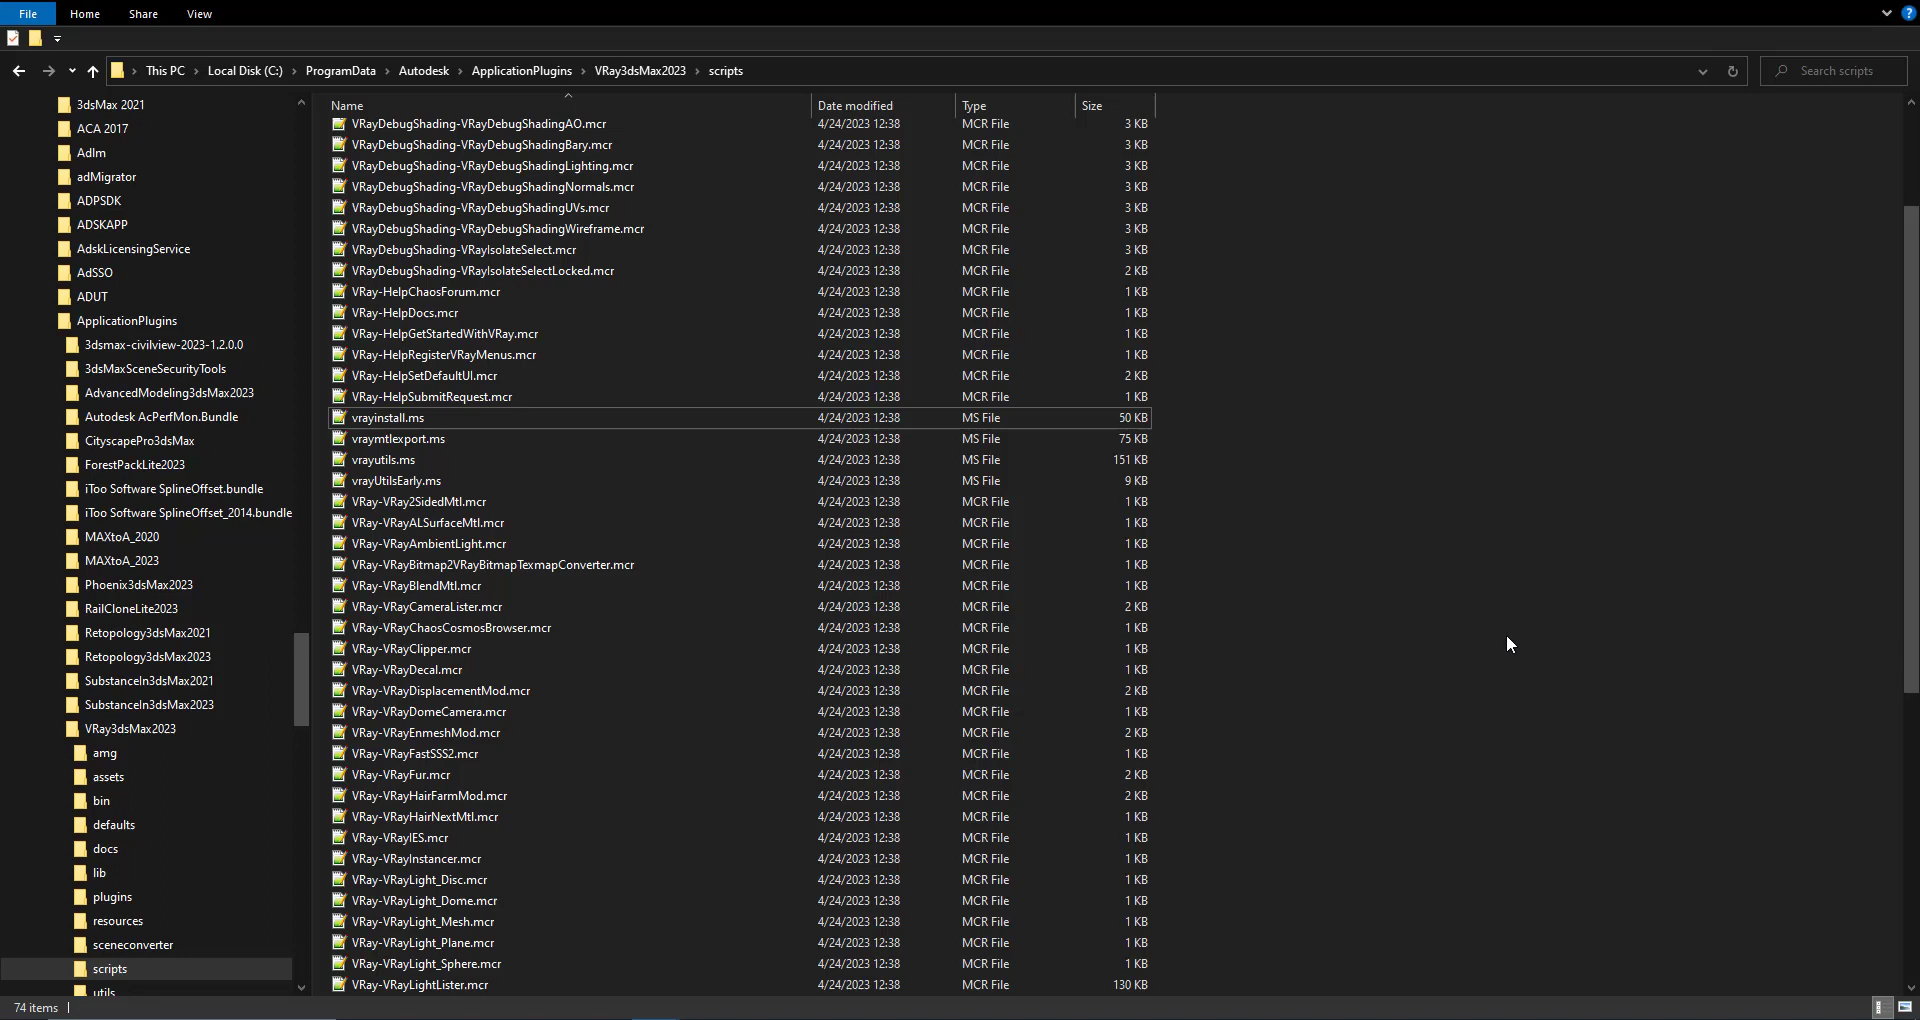 File Home Share View
This PC Local Disk (C:) ProgramData Autodesk ApplicationPlugins VRay3dsMax2023 scripts
Search scripts
3dsMax 2021
ACA 2017
Adlm
adMigrator
ADPSDK
ADSKAPP
AdskLicensingService
AdSSO
ADUT
ApplicationPlugins
3dsmax-civilview-2023-1.2.0.0
3dsMaxSceneSecurityTools
AdvancedModeling3dsMax2023
Autodesk AcPerfMon.Bundle
CityscapePro3dsMax
ForestPackLite2023
iToo Software SplineOffset.bundle
iToo Software SplineOffset_2014.bundle
MAXtoA_2020
MAXtoA_2023
Phoenix3dsMax2023
RailCloneLite2023
Retopology3dsMax2021
Retopology3dsMax2023
SubstanceIn3dsMax2021
SubstanceIn3dsMax2023
VRay3dsMax2023
amg
assets
bin
defaults
docs
lib
plugins
resources
sceneconverter
scripts
utils
Name Date modified Type Size
VRayDebugShading-VRayDebugShadingAO.mcr 4/24/2023 12:38 MCR File 3 KB
VRayDebugShading-VRayDebugShadingBary.mcr 4/24/2023 12:38 MCR File 3 KB
VRayDebugShading-VRayDebugShadingLighting.mcr 4/24/2023 12:38 MCR File 3 KB
VRayDebugShading-VRayDebugShadingNormals.mcr 4/24/2023 12:38 MCR File 3 KB
VRayDebugShading-VRayDebugShadingUVs.mcr 4/24/2023 12:38 MCR File 3 KB
VRayDebugShading-VRayDebugShadingWireframe.mcr 4/24/2023 12:38 MCR File 3 KB
VRayDebugShading-VRayIsolateSelect.mcr 4/24/2023 12:38 MCR File 3 KB
VRayDebugShading-VRayIsolateSelectLocked.mcr 4/24/2023 12:38 MCR File 2 KB
VRay-HelpChaosForum.mcr 4/24/2023 12:38 MCR File 1 KB
VRay-HelpDocs.mcr 4/24/2023 12:38 MCR File 1 KB
VRay-HelpGetStartedWithVRay.mcr 4/24/2023 12:38 MCR File 1 KB
VRay-HelpRegisterVRayMenus.mcr 4/24/2023 12:38 MCR File 1 KB
VRay-HelpSetDefaultUI.mcr 4/24/2023 12:38 MCR File 2 KB
VRay-HelpSubmitRequest.mcr 4/24/2023 12:38 MCR File 1 KB
vrayinstall.ms 4/24/2023 12:38 MS File 50 KB
vraymtlexport.ms 4/24/2023 12:38 MS File 75 KB
vrayutils.ms 4/24/2023 12:38 MS File 151 KB
vrayUtilsEarly.ms 4/24/2023 12:38 MS File 9 KB
VRay-VRay2SidedMtl.mcr 4/24/2023 12:38 MCR File 1 KB
VRay-VRayALSurfaceMtl.mcr 4/24/2023 12:38 MCR File 1 KB
VRay-VRayAmbientLight.mcr 4/24/2023 12:38 MCR File 1 KB
VRay-VRayBitmap2VRayBitmapTexmapConverter.mcr 4/24/2023 12:38 MCR File 1 KB
VRay-VRayBlendMtl.mcr 4/24/2023 12:38 MCR File 1 KB
VRay-VRayCameraLister.mcr 4/24/2023 12:38 MCR File 2 KB
VRay-VRayChaosCosmosBrowser.mcr 4/24/2023 12:38 MCR File 1 KB
VRay-VRayClipper.mcr 4/24/2023 12:38 MCR File 1 KB
VRay-VRayDecal.mcr 4/24/2023 12:38 MCR File 1 KB
VRay-VRayDisplacementMod.mcr 4/24/2023 12:38 MCR File 2 KB
VRay-VRayDomeCamera.mcr 4/24/2023 12:38 MCR File 1 KB
VRay-VRayEnmeshMod.mcr 4/24/2023 12:38 MCR File 2 KB
VRay-VRayFastSSS2.mcr 4/24/2023 12:38 MCR File 1 KB
VRay-VRayFur.mcr 4/24/2023 12:38 MCR File 2 KB
VRay-VRayHairFarmMod.mcr 4/24/2023 12:38 MCR File 2 KB
VRay-VRayHairNextMtl.mcr 4/24/2023 12:38 MCR File 1 KB
VRay-VRayIES.mcr 4/24/2023 12:38 MCR File 1 KB
VRay-VRayInstancer.mcr 4/24/2023 12:38 MCR File 1 KB
VRay-VRayLight_Disc.mcr 4/24/2023 12:38 MCR File 1 KB
VRay-VRayLight_Dome.mcr 4/24/2023 12:38 MCR File 1 KB
VRay-VRayLight_Mesh.mcr 4/24/2023 12:38 MCR File 1 KB
VRay-VRayLight_Plane.mcr 4/24/2023 12:38 MCR File 1 KB
VRay-VRayLight_Sphere.mcr 4/24/2023 12:38 MCR File 1 KB
VRay-VRayLightLister.mcr 4/24/2023 12:38 MCR File 130 KB
74 items